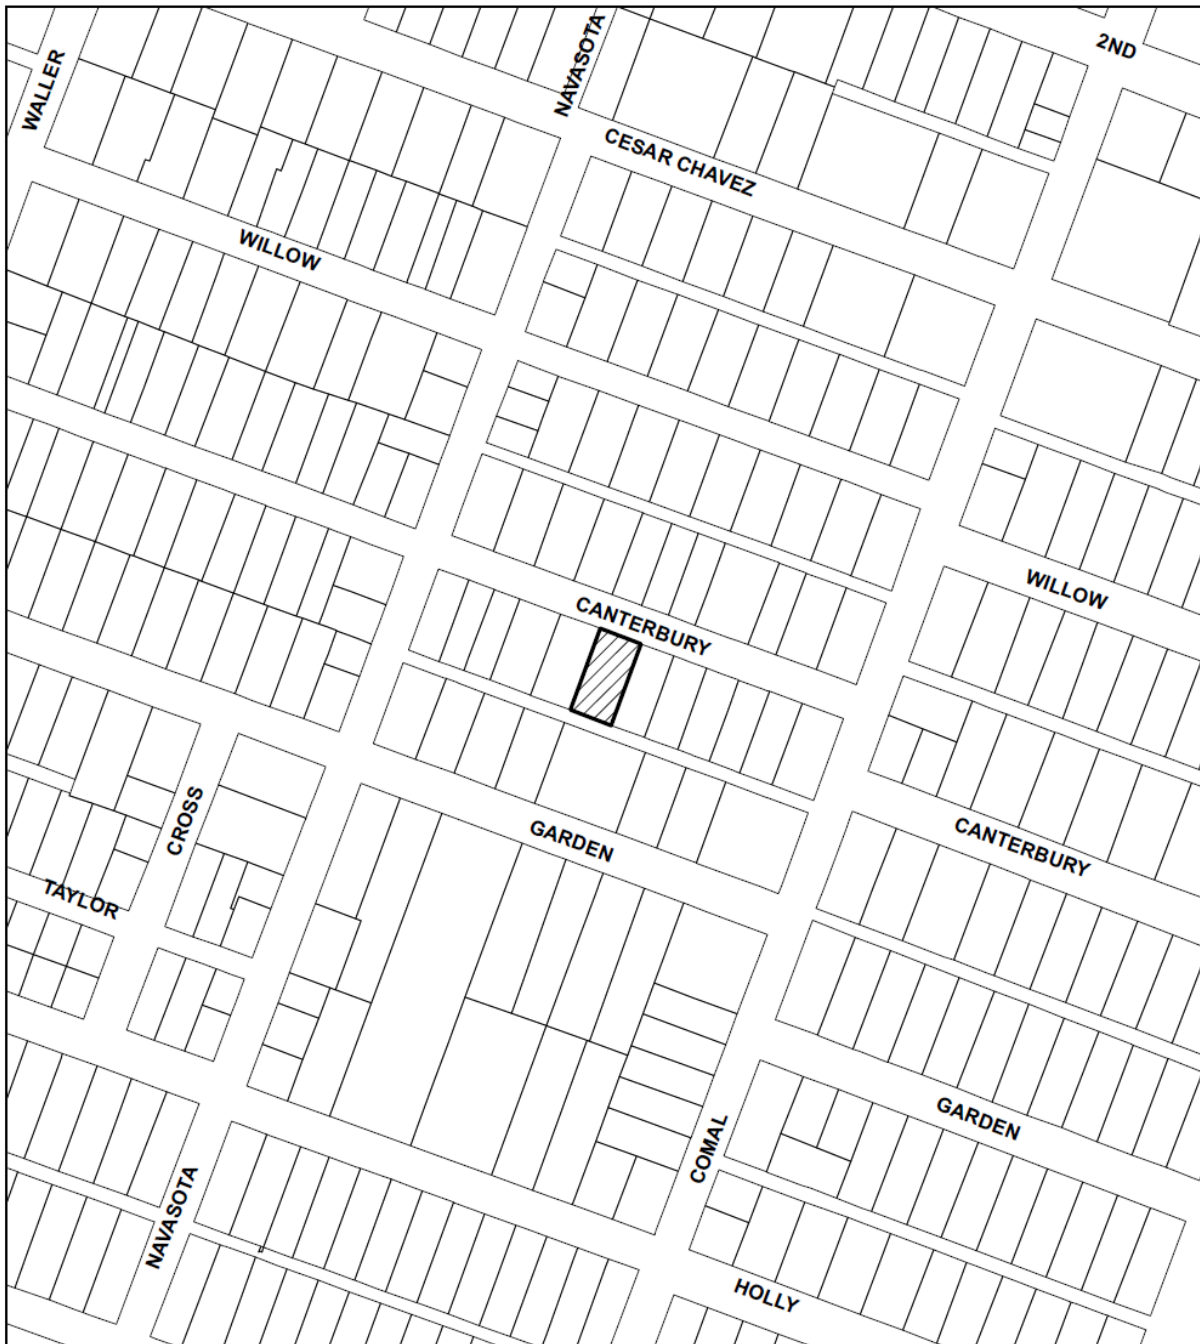 2ND
NAVASOTA
WALLER
CESAR CHAVEZ
WILLOW
WILLOW
CANTERBURY
CROSS
GARDEN
CANTERBURY
TAYLOR
GARDEN
COMAL
NAVASOTA
HOLLY